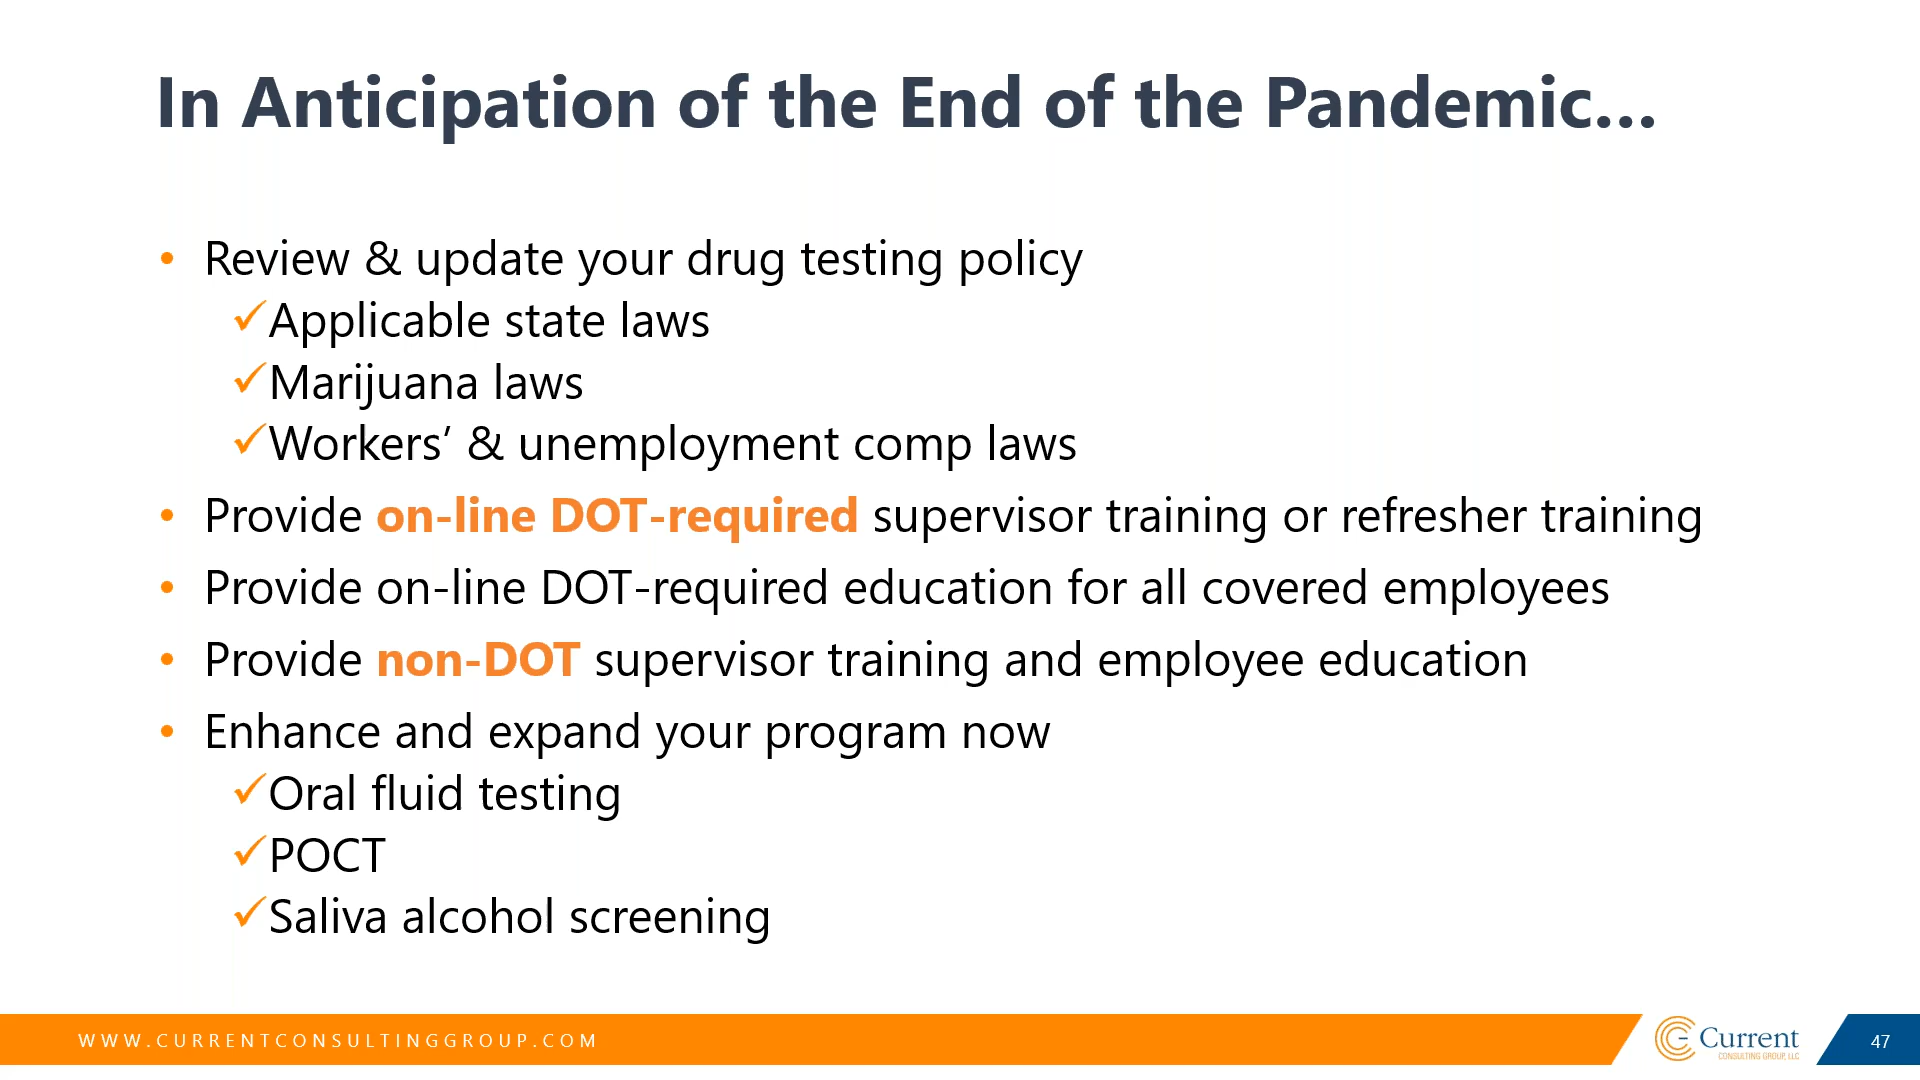 In Anticipation of the End of the Pandemic...
• Review & update your drug testing policy
✓Applicable state laws
✓Marijuana laws
✓Workers’ & unemployment comp laws
• Provide on-line DOT-required supervisor training or refresher training
• Provide on-line DOT-required education for all covered employees
• Provide non-DOT supervisor training and employee education
• Enhance and expand your program now
✓Oral fluid testing
✓POCT
✓Saliva alcohol screening
WWW.CURRENTCONSULTINGGROUP.COM
Current
CONSULTING GROUP, LLC
47